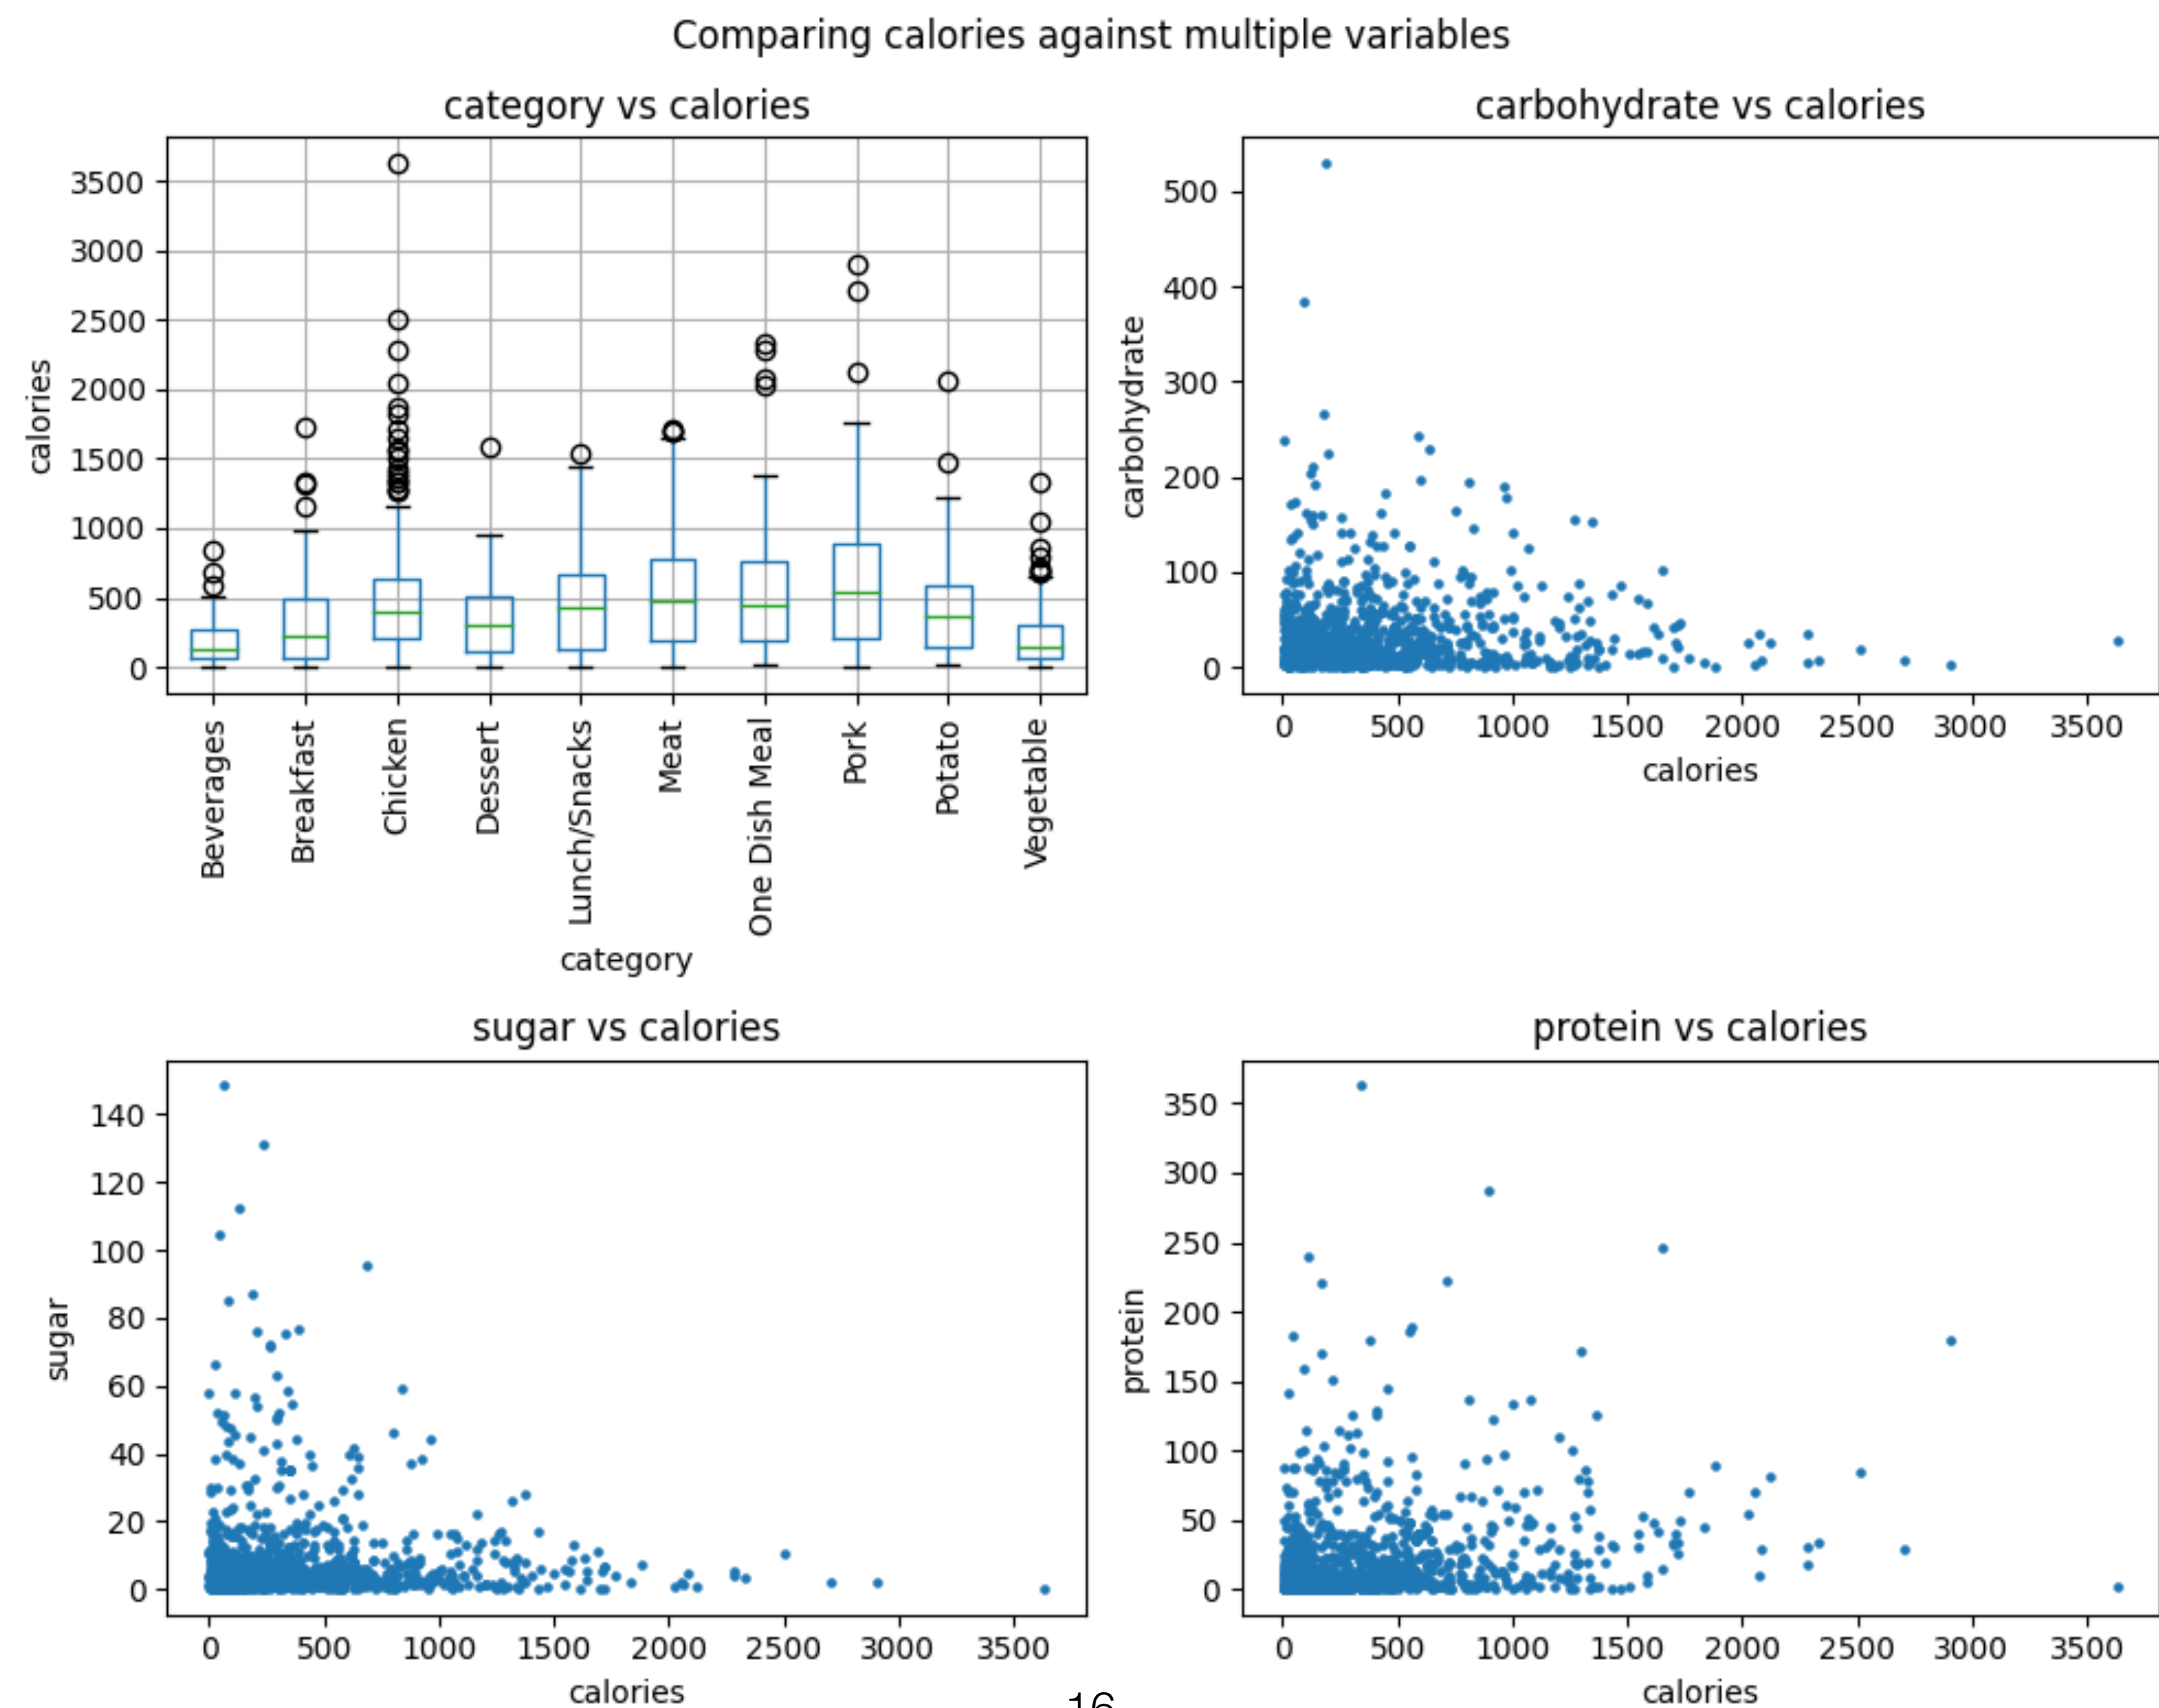 Comparing calories against multiple variables
category vs calories
calories
3500
3000
2500
2000
1500
1000
500
0
Beverages
Breakfast
Chicken
Dessert
Lunch/Snacks
Meat
One Dish Meal
Pork
Potato
Vegetable
category
carbohydrate vs calories
carbohydrate
500
400
300
200
100
0
0 500 1000 1500 2000 2500 3000 3500
calories
sugar vs calories
sugar
140
120
100
80
60
40
20
0
0 500 1000 1500 2000 2500 3000 3500
calories
protein vs calories
protein
350
300
250
200
150
100
50
0
0 500 1000 1500 2000 2500 3000 3500
calories
16